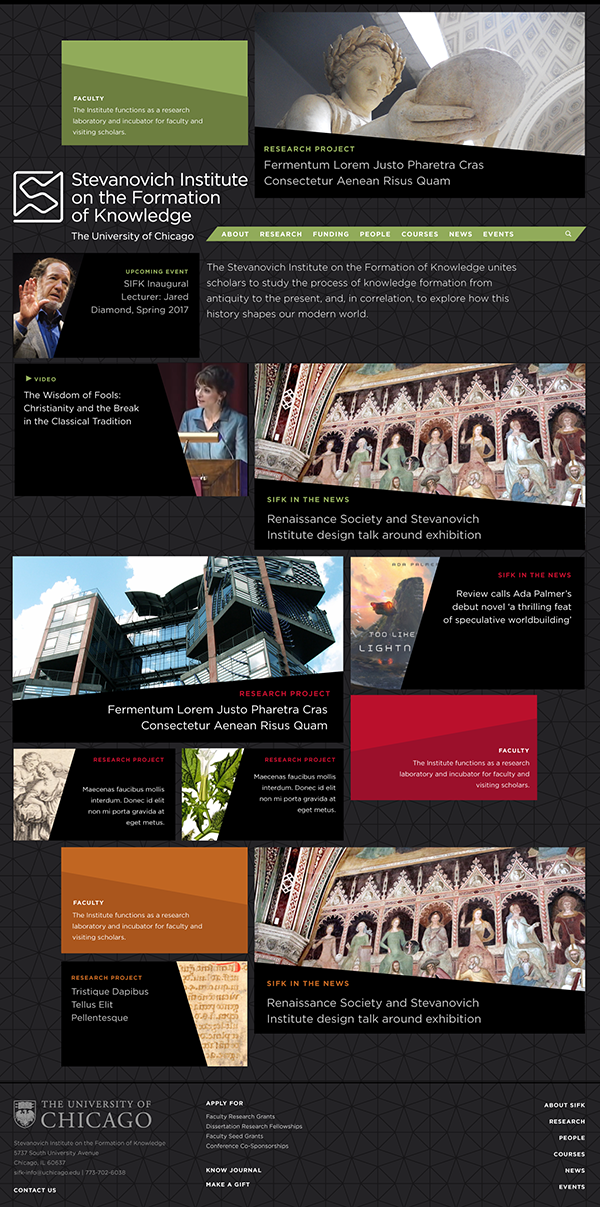 FACULTY
The Institute functions as a research
laboratory and incubator for faculty and
visiting scholars.
RESEARCH PROJECT
Fermentum Lorem Justo Pharetra Cras
Consectetur Aenean Risus Quam
Stevanovich Institute
on the Formation
of Knowledge
The University of Chicago
ABOUT RESEARCH FUNDING PEOPLE COURSES NEWS EVENTS
UPCOMING EVENT
SIFK Inaugural
Lecturer: Jared
Diamond, Spring 2017
The Stevanovich Institute on the Formation of Knowledge unites
scholars to study the process of knowledge formation from
antiquity to the present, and, in correlation, to explore how this
history shapes our modern world.
VIDEO
The Wisdom of Fools:
Christianity and the Break
in the Classical Tradition
SIFK IN THE NEWS
Renaissance Society and Stevanovich
Institute design talk around exhibition
RESEARCH PROJECT
Fermentum Lorem Justo Pharetra Cras
Consectetur Aenean Risus Quam
ADA PALMER
TOO LIKE
LIGHTN
SIFK IN THE NEWS
Review calls Ada Palmer's
debut novel 'a thrilling feat
of speculative worldbuilding'
FACULTY
The Institute functions as a research
laboratory and incubator for faculty and
visiting scholars.
RESEARCH PROJECT
Maecenas faucibus mollis
interdum. Donec id elit
non mi porta gravida at
eget metus.
RESEARCH PROJECT
Maecenas faucibus mollis
interdum. Donec id elit
non mi porta gravida at
eget metus.
FACULTY
The Institute functions as a research
laboratory and incubator for faculty and
visiting scholars.
RESEARCH PROJECT
Tristique Dapibus
Tellus Elit
Pellentesque
SIFK IN THE NEWS
Renaissance Society and Stevanovich
Institute design talk around exhibition
THE UNIVERSITY OF
CHICAGO
Stevanovich Institute on the Formation of Knowledge
5737 South University Avenue
Chicago, IL 60637
sifk-info@uchicago.edu | 773-702-6038
CONTACT US
APPLY FOR
Faculty Research Grants
Dissertation Research Fellowships
Faculty Seed Grants
Conference Co-Sponsorships
KNOW JOURNAL
MAKE A GIFT
ABOUT SIFK
RESEARCH
PEOPLE
COURSES
NEWS
EVENTS